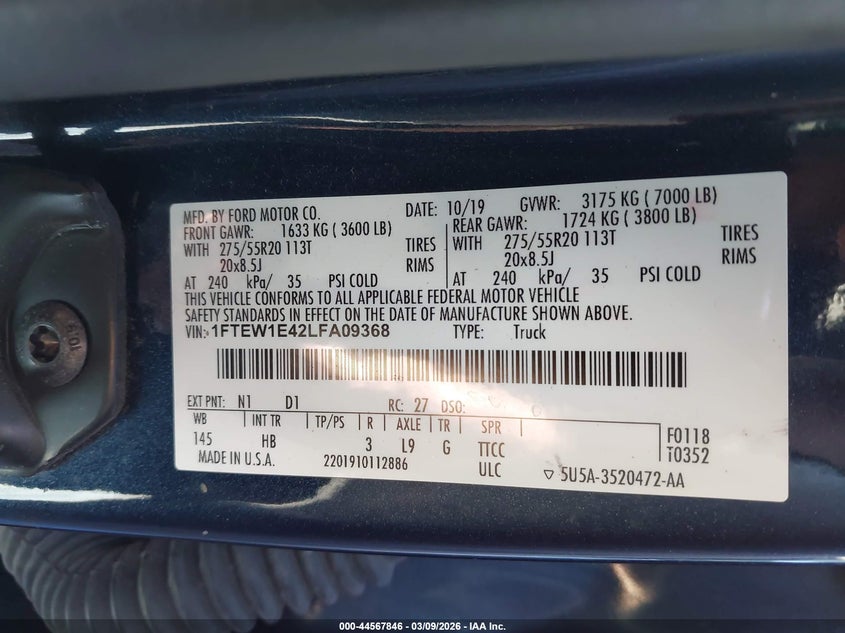 MFD. BY FORD MOTOR CO. DATE: 10/19 GVWR: 3175 KG ( 7000 LB)
FRONT GAWR: 1633 KG ( 3600 LB) REAR GAWR: 1724 KG ( 3800 LB)
WITH 275/55R20 113T TIRES WITH 275/55R20 113T TIRES
20x8.5J RIMS 20x8.5J RIMS
AT 240 kPa/ 35 PSI COLD AT 240 kPa/ 35 PSI COLD
THIS VEHICLE CONFORMS TO ALL APPLICABLE FEDERAL MOTOR VEHICLE
SAFETY STANDARDS IN EFFECT ON THE DATE OF MANUFACTURE SHOWN ABOVE.
VIN: 1FTEW1E42LFA09368 TYPE: Truck
EXT PNT: N1 D1 RC: 27 DSO:
WB INT TR TP/PS R AXLE TR SPR F0118
145 HB 3 L9 G TTCC T0352
MADE IN U.S.A. 2201910112886 ULC ▽ 5U5A-3520472-AA
000-44567846 - 03/09/2026 - IAA Inc.